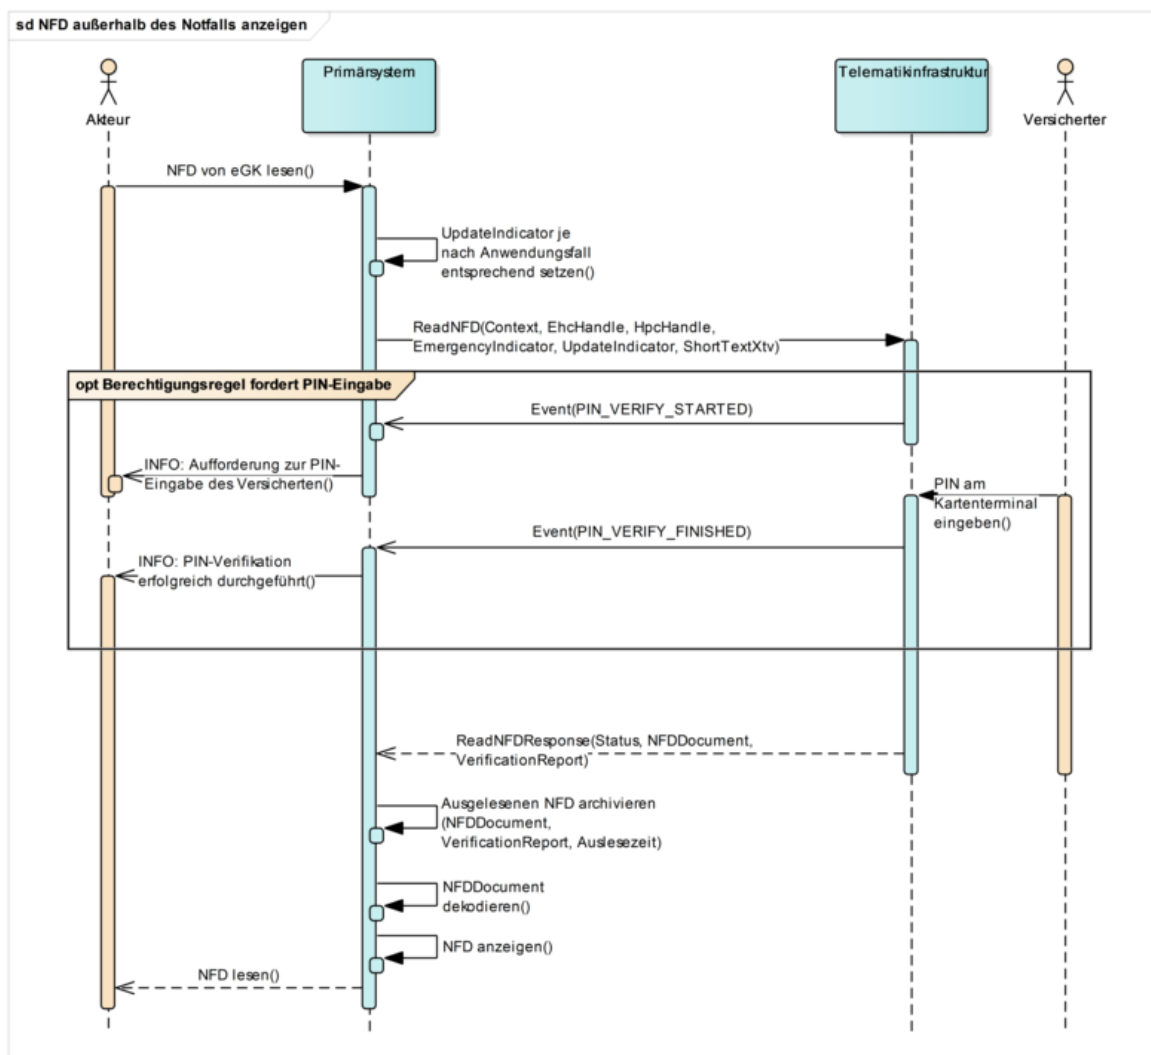 sd NFD außerhalb des Notfalls anzeigen
Akteur
Primärsystem
Telematikinfrastruktur
Versicherter
NFD von eGK lesen()
UpdateIndicator je
nach Anwendungsfall
entsprechend setzen()
ReadNFD(Context, EhcHandle, HpcHandle,
EmergencyIndicator, UpdateIndicator, ShortTextXtv)
opt Berechtigungsregel fordert PIN-Eingabe
Event(PIN_VERIFY_STARTED)
INFO: Aufforderung zur PIN-
Eingabe des Versicherten()
PIN am
Kartenterminal
eingeben()
Event(PIN_VERIFY_FINISHED)
INFO: PIN-Verifikation
erfolgreich durchgeführt()
ReadNFDResponse(Status, NFDDocument,
VerificationReport)
Ausgelesenen NFD archivieren
(NFDDocument,
VerificationReport, Auslesezeit)
NFDDocument
dekodieren()
NFD anzeigen()
NFD lesen()